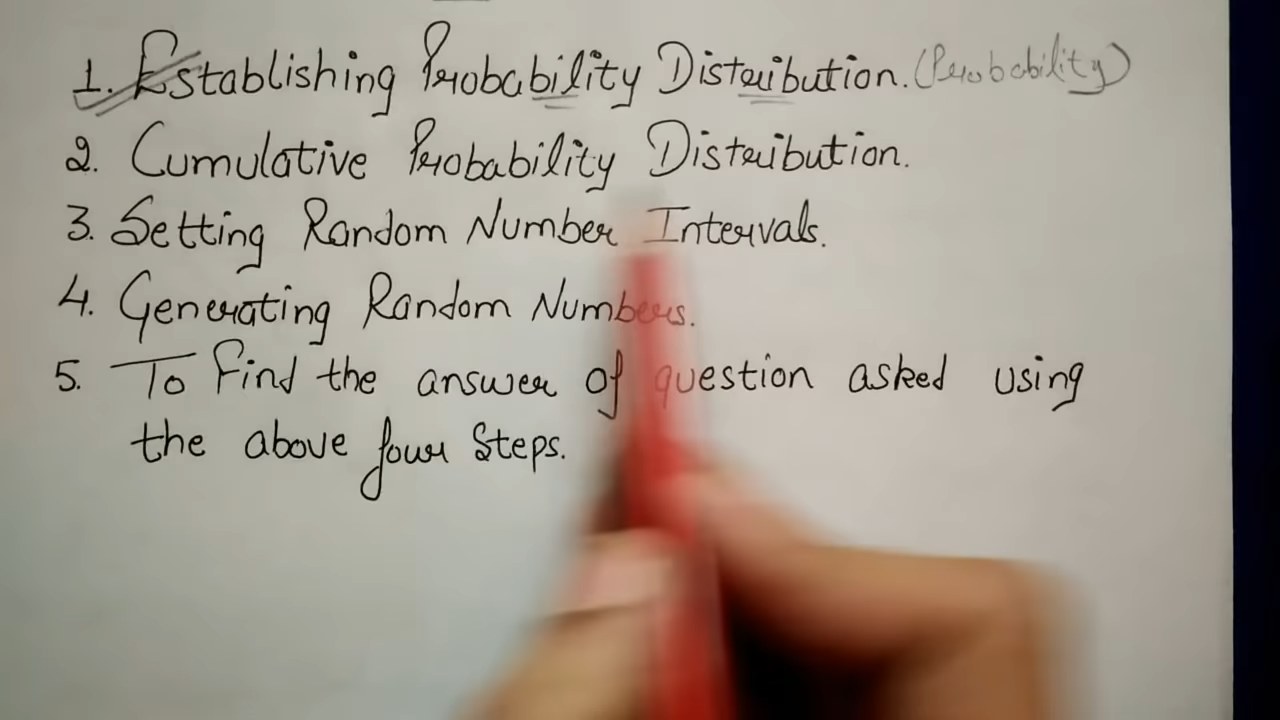 1. Establishing Probability Distribution. (Probability)
2. Cumulative Probability Distribution.
3. Setting Random Number Intervals.
4. Generating Random Numbers.
5. To Find the answer of question asked using
the above four Steps.